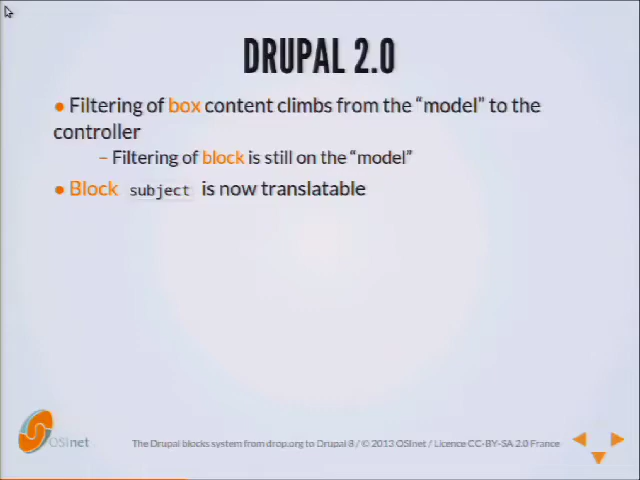 DRUPAL 2.0
● Filtering of box content climbs from the “model” to the
controller
– Filtering of block is still on the “model”
● Block subject is now translatable
OSInet
The Drupal blocks system from drop.org to Drupal 8 / © 2013 OSInet / Licence CC-BY-SA 2.0 France